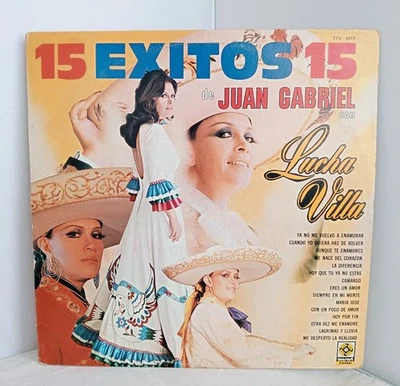 TTV-1013
15 EXITOS 15
de JUAN GABRIEL
con
Lucha
Villa
YA NO ME VUELVO A ENAMORAR
CUANDO YO QUIERA HAS DE VOLVER
AUNQUE TE ENAMORES
ME NACE DEL CORAZON
LA DIFERENCIA
HOY QUE TU YA NO ESTAS
CAMARGO
ERES UN AMOR
SIEMPRE EN MI MENTE
MARIA JOSE
CON UN POCO DE AMOR
HOY POR FIN
OTRA VEZ ME ENAMORE
LAGRIMAS Y LLUVIA
ME DESPERTO LA REALIDAD